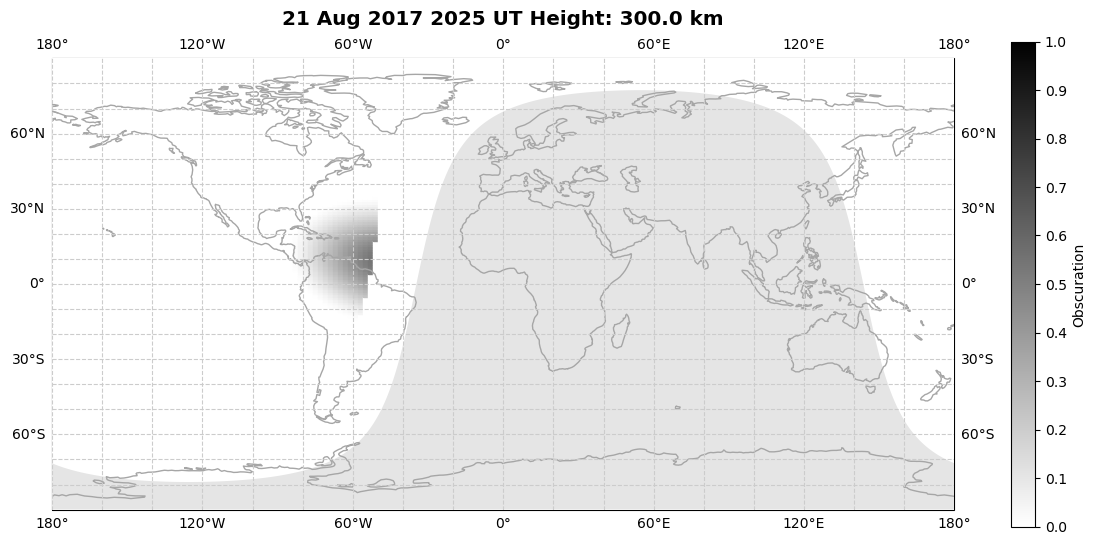 21 Aug 2017 2025 UT Height: 300.0 km
180° 120°W 60°W 0° 60°E 120°E 180°
60°N 60°N
30°N 30°N
0° 0°
30°S 30°S
60°S 60°S
180° 120°W 60°W 0° 60°E 120°E 180°
1.0
0.9
0.8
0.7
0.6
0.5
0.4
0.3
0.2
0.1
0.0
Obscuration